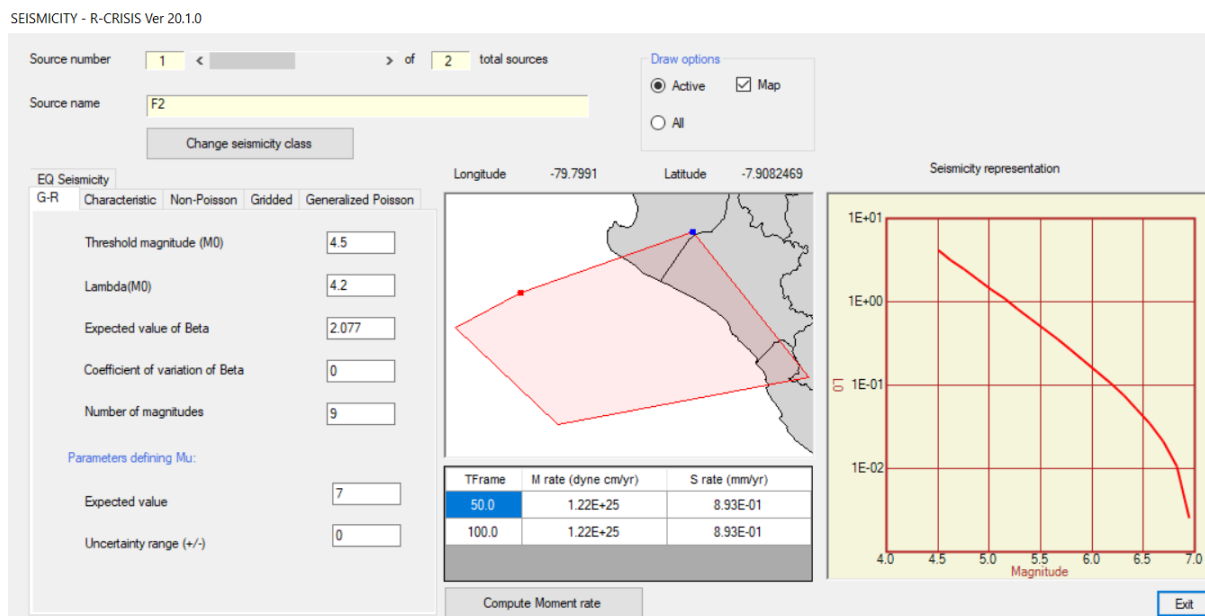 SEISMICITY - R-CRISIS Ver 20.1.0
Source number 1 < > of 2 total sources
Source name F2
Change seismicity class
Draw options
Active Map
All
EQ Seismicity
G-R Characteristic Non-Poisson Gridded Generalized Poisson
Threshold magnitude (M0) 4.5
Lambda(M0) 4.2
Expected value of Beta 2.077
Coefficient of variation of Beta 0
Number of magnitudes 9
Parameters defining Mu:
Expected value 7
Uncertainty range (+/-) 0
Longitude -79.7991 Latitude -7.9082469
TFrame M rate (dyne cm/yr) S rate (mm/yr)
50.0 1.22E+25 8.93E-01
100.0 1.22E+25 8.93E-01
Compute Moment rate
Seismicity representation
1E+01
1E+00
1E-01
1E-02
L0
4.0 4.5 5.0 5.5 6.0 6.5 7.0
Magnitude
Exit